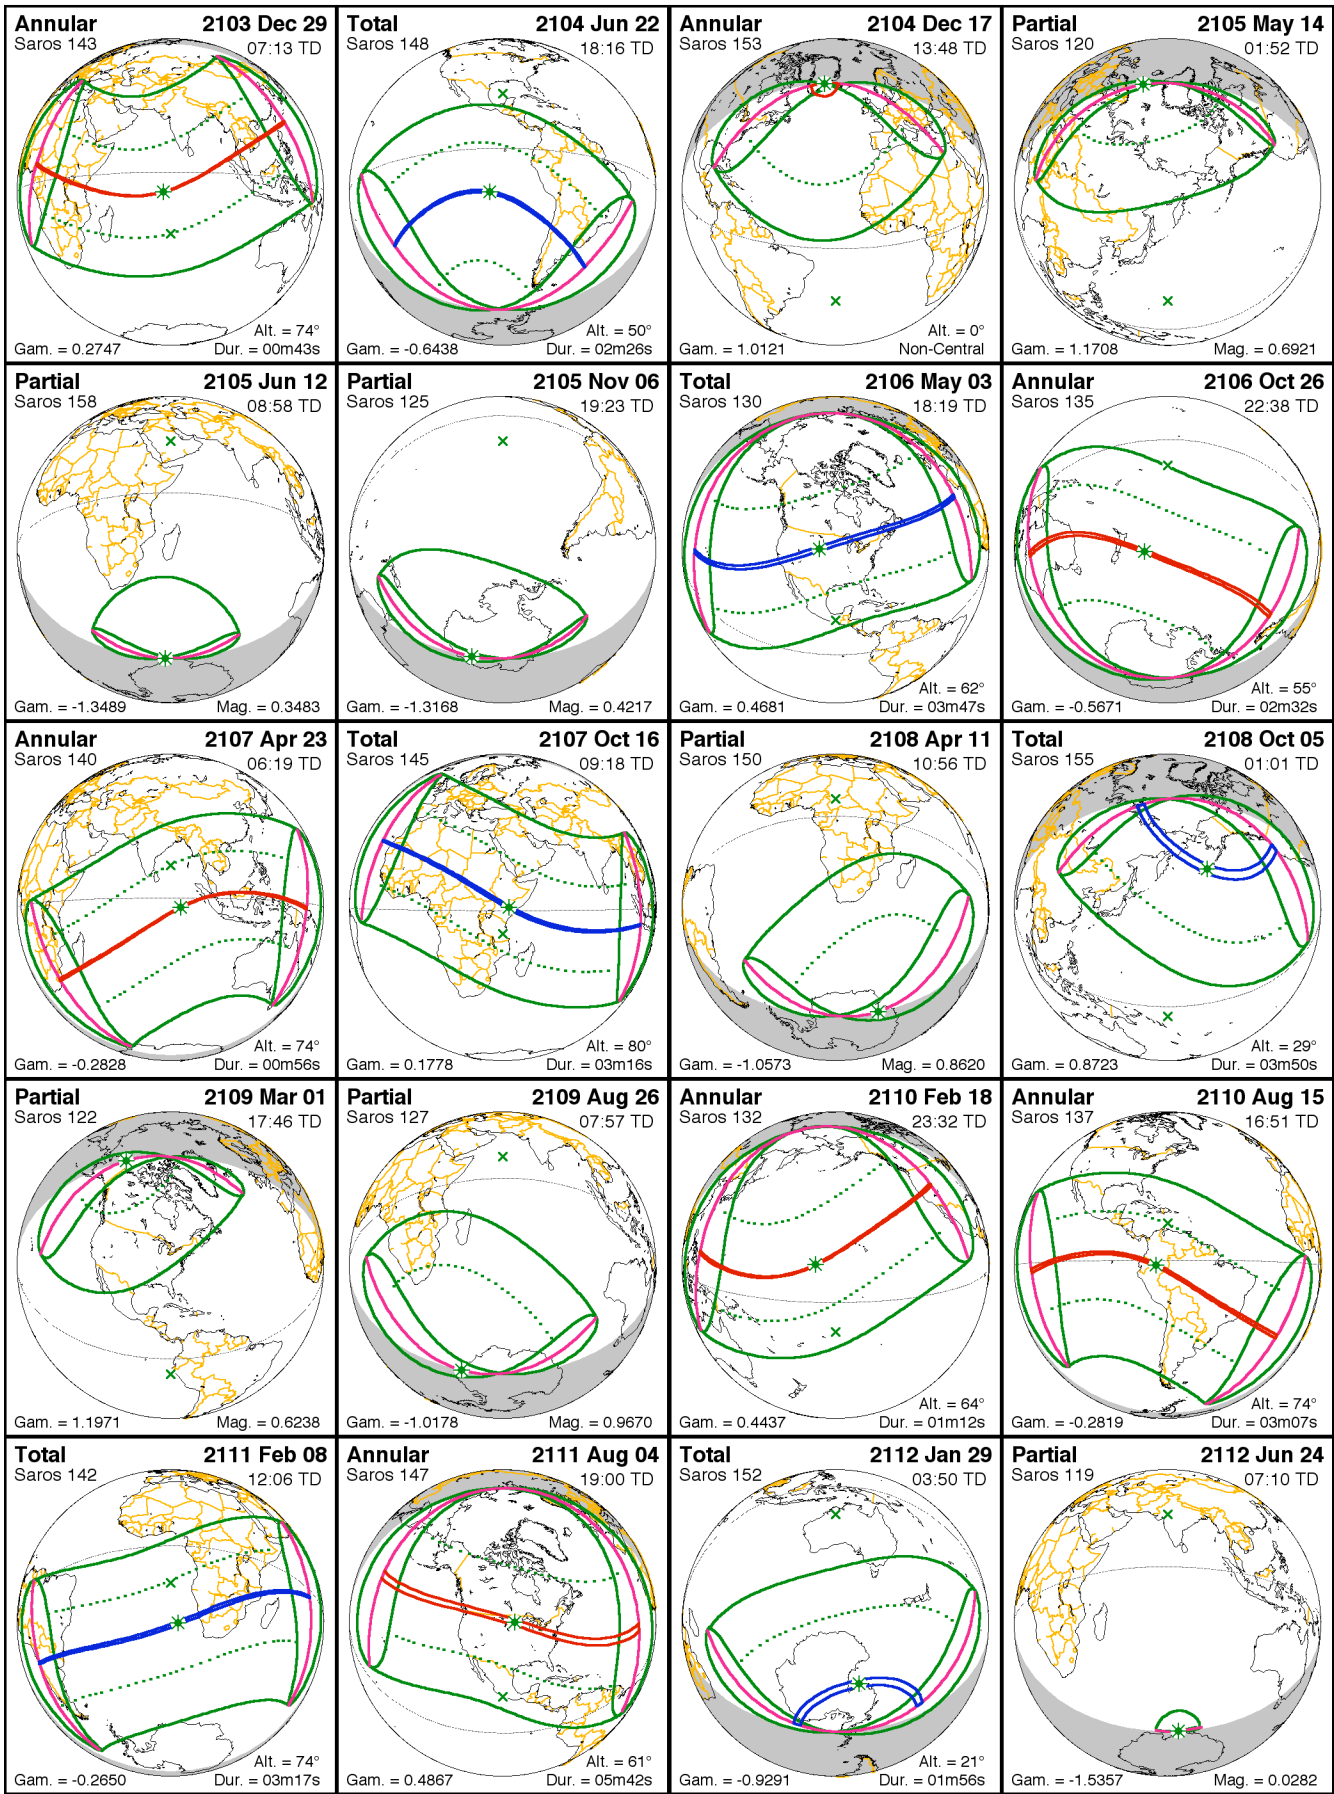 Annular 2103 Dec 29
Saros 143 07:13 TD
Alt. = 74°
Gam. = 0.2747 Dur. = 00m43s
Total 2104 Jun 22
Saros 148 18:16 TD
Alt. = 50°
Gam. = -0.6438 Dur. = 02m26s
Annular 2104 Dec 17
Saros 153 13:48 TD
Alt. = 0°
Gam. = 1.0121 Non-Central
Partial 2105 May 14
Saros 120 01:52 TD
Gam. = 1.1708 Mag. = 0.6921
Partial 2105 Jun 12
Saros 158 08:58 TD
Gam. = -1.3489 Mag. = 0.3483
Partial 2105 Nov 06
Saros 125 19:23 TD
Gam. = -1.3168 Mag. = 0.4217
Total 2106 May 03
Saros 130 18:19 TD
Alt. = 62°
Gam. = 0.4681 Dur. = 03m47s
Annular 2106 Oct 26
Saros 135 22:38 TD
Alt. = 55°
Gam. = -0.5671 Dur. = 02m32s
Annular 2107 Apr 23
Saros 140 06:19 TD
Alt. = 74°
Gam. = -0.2828 Dur. = 00m56s
Total 2107 Oct 16
Saros 145 09:18 TD
Alt. = 80°
Gam. = 0.1778 Dur. = 03m16s
Partial 2108 Apr 11
Saros 150 10:56 TD
Gam. = -1.0573 Mag. = 0.8620
Total 2108 Oct 05
Saros 155 01:01 TD
Alt. = 29°
Gam. = 0.8723 Dur. = 03m50s
Partial 2109 Mar 01
Saros 122 17:46 TD
Gam. = 1.1971 Mag. = 0.6238
Partial 2109 Aug 26
Saros 127 07:57 TD
Gam. = -1.0178 Mag. = 0.9670
Annular 2110 Feb 18
Saros 132 23:32 TD
Alt. = 64°
Gam. = 0.4437 Dur. = 01m12s
Annular 2110 Aug 15
Saros 137 16:51 TD
Alt. = 74°
Gam. = -0.2819 Dur. = 03m07s
Total 2111 Feb 08
Saros 142 12:06 TD
Alt. = 74°
Gam. = -0.2650 Dur. = 03m17s
Annular 2111 Aug 04
Saros 147 19:00 TD
Alt. = 61°
Gam. = 0.4867 Dur. = 05m42s
Total 2112 Jan 29
Saros 152 03:50 TD
Alt. = 21°
Gam. = -0.9291 Dur. = 01m56s
Partial 2112 Jun 24
Saros 119 07:10 TD
Gam. = -1.5357 Mag. = 0.0282